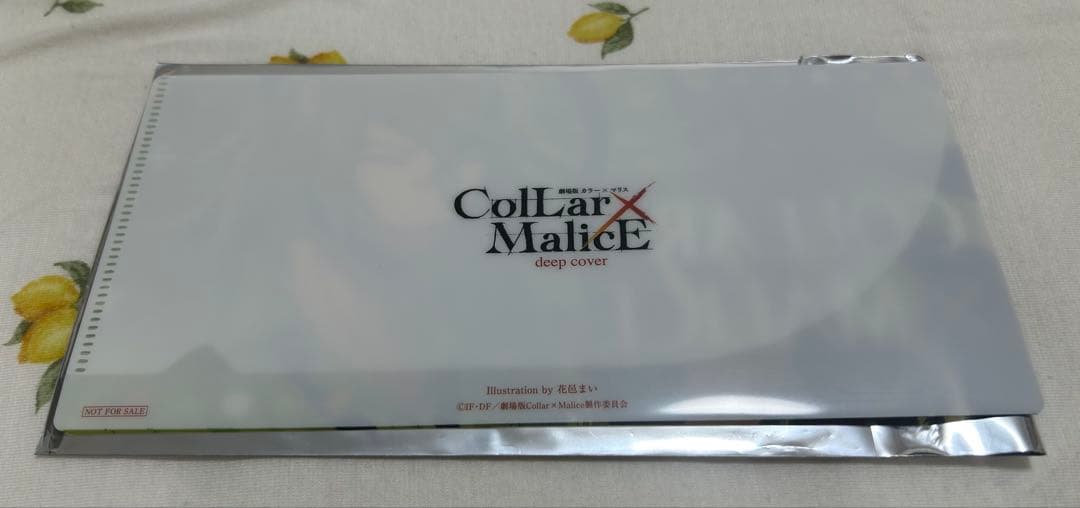 劇場版 カラー×マリス
ColLar×
MalicE
deep cover
Illustration by 花邑まい
NOT FOR SALE
©IF・DF／劇場版Collar×Malice製作委員会